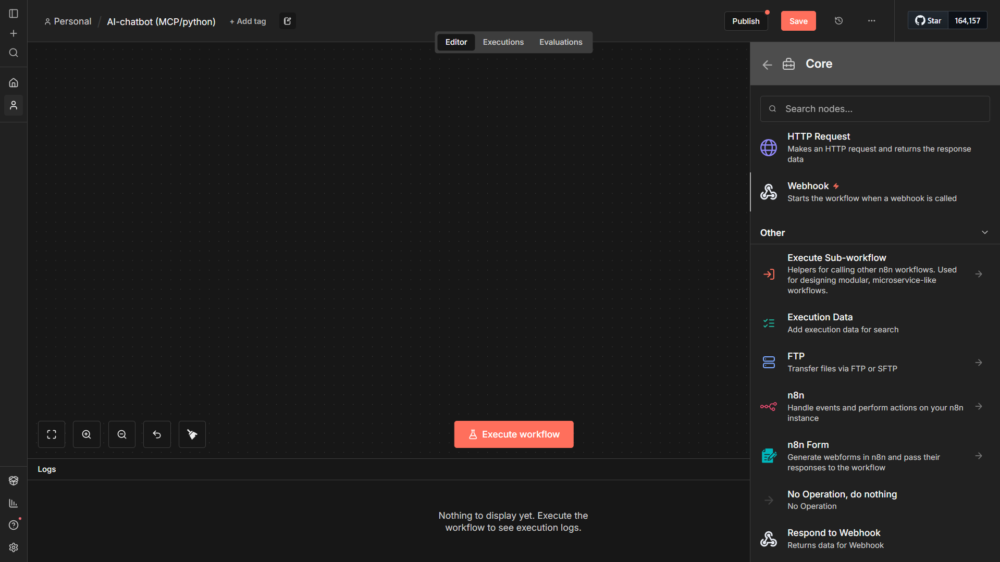 Personal / AI-chatbot (MCP/python) + Add tag
Publish
Save
Star 164,157
Editor Executions Evaluations
Core
Search nodes...
HTTP Request
Makes an HTTP request and returns the response
data
Webhook
Starts the workflow when a webhook is called
Other
Execute Sub-workflow
Helpers for calling other n8n workflows. Used
for designing modular, microservice-like
workflows.
Execution Data
Add execution data for search
FTP
Transfer files via FTP or SFTP
n8n
Handle events and perform actions on your n8n
instance
n8n Form
Generate webforms in n8n and pass their
responses to the workflow
No Operation, do nothing
No Operation
Respond to Webhook
Returns data for Webhook
Execute workflow
Logs
Nothing to display yet. Execute the
workflow to see execution logs.